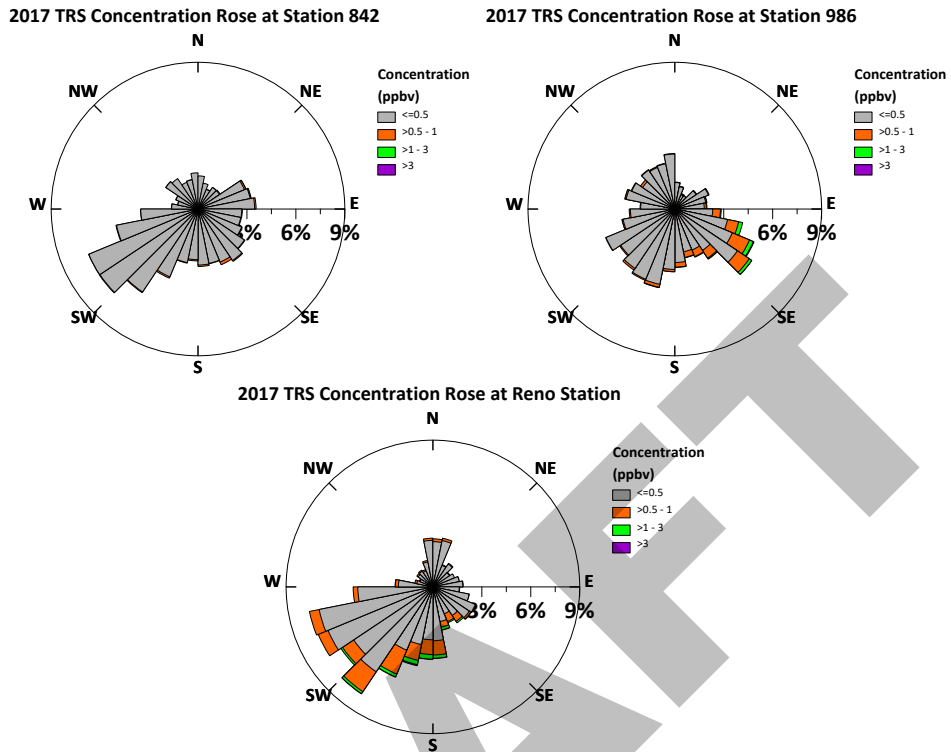 2017 TRS Concentration Rose at Station 842
N
NW
NE
W
E
3% 6% 9%
SW
SE
S
Concentration
(ppbv)
<=0.5
>0.5 - 1
>1 - 3
>3
2017 TRS Concentration Rose at Station 986
N
NW
NE
W
E
6% 9%
SW
SE
S
Concentration
(ppbv)
<=0.5
>0.5 - 1
>1 - 3
>3
2017 TRS Concentration Rose at Reno Station
N
NW
NE
W
E
3% 6% 9%
SW
SE
S
Concentration
(ppbv)
<=0.5
>0.5 - 1
>1 - 3
>3
AFT